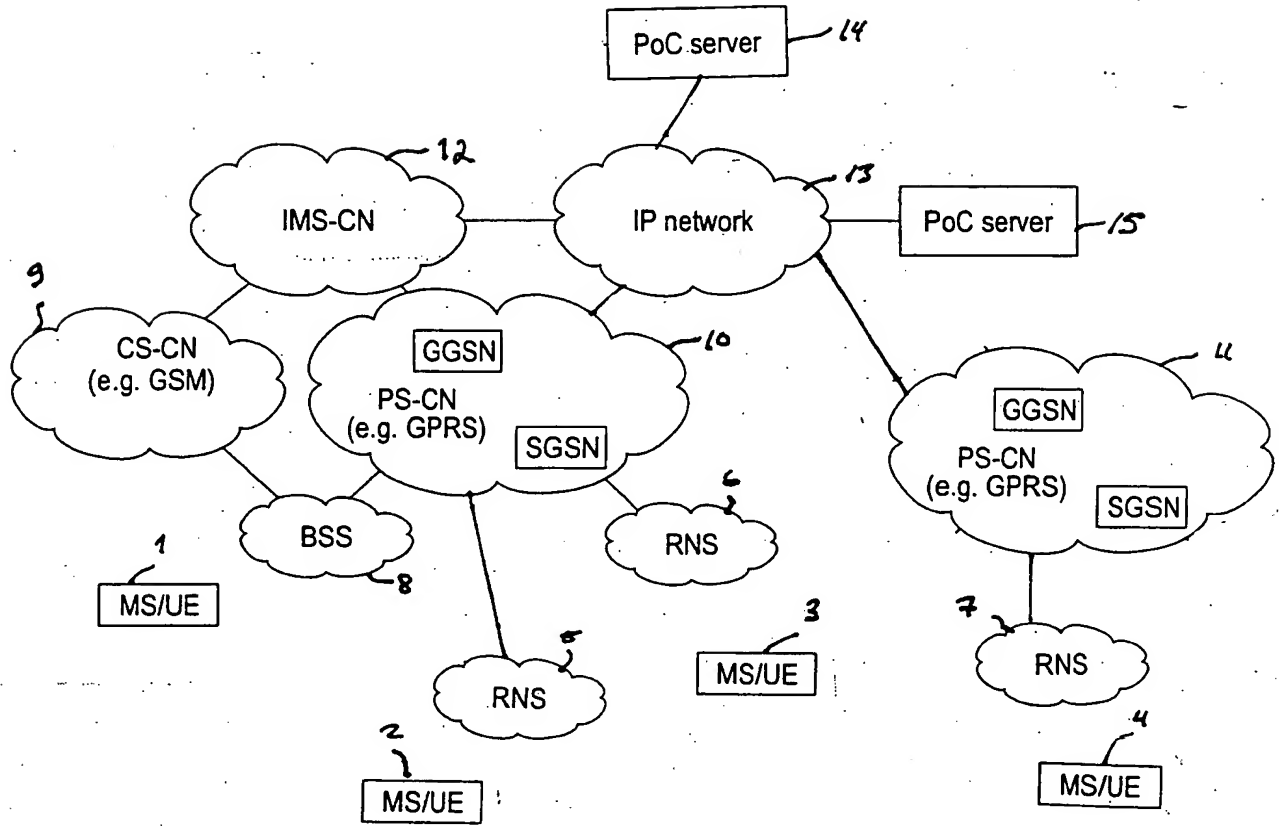 PoC server
14
12
IMS-CN
13
IP network
PoC server
15
9
CS-CN
(e.g. GSM)
10
GGSN
PS-CN
(e.g. GPRS)
SGSN
11
GGSN
PS-CN
(e.g. GPRS)
SGSN
BSS
8
6
RNS
1
MS/UE
5
RNS
3
MS/UE
7
RNS
2
MS/UE
4
MS/UE